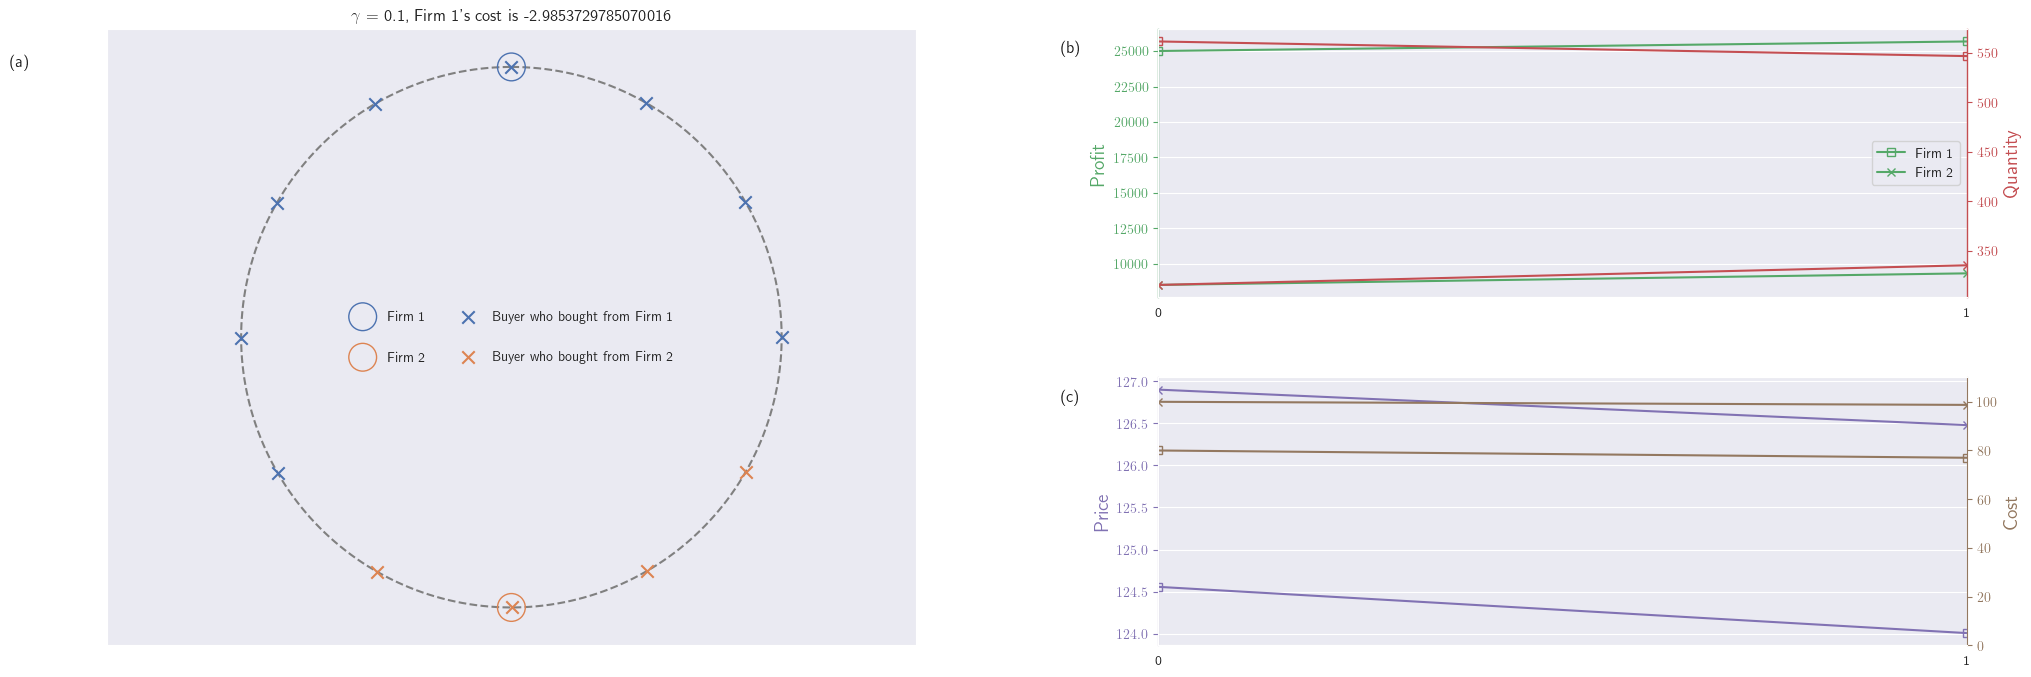 γ = 0.1, Firm 1's cost is -2.9853729785070016
(a)
Firm 1
Buyer who bought from Firm 1
Firm 2
Buyer who bought from Firm 2
(b)
Profit
25000
22500
20000
17500
15000
12500
10000
550
500
450
400
350
Quantity
Firm 1
Firm 2
0
1
(c)
Price
127.0
126.5
126.0
125.5
125.0
124.5
124.0
100
80
60
40
20
0
Cost
0
1